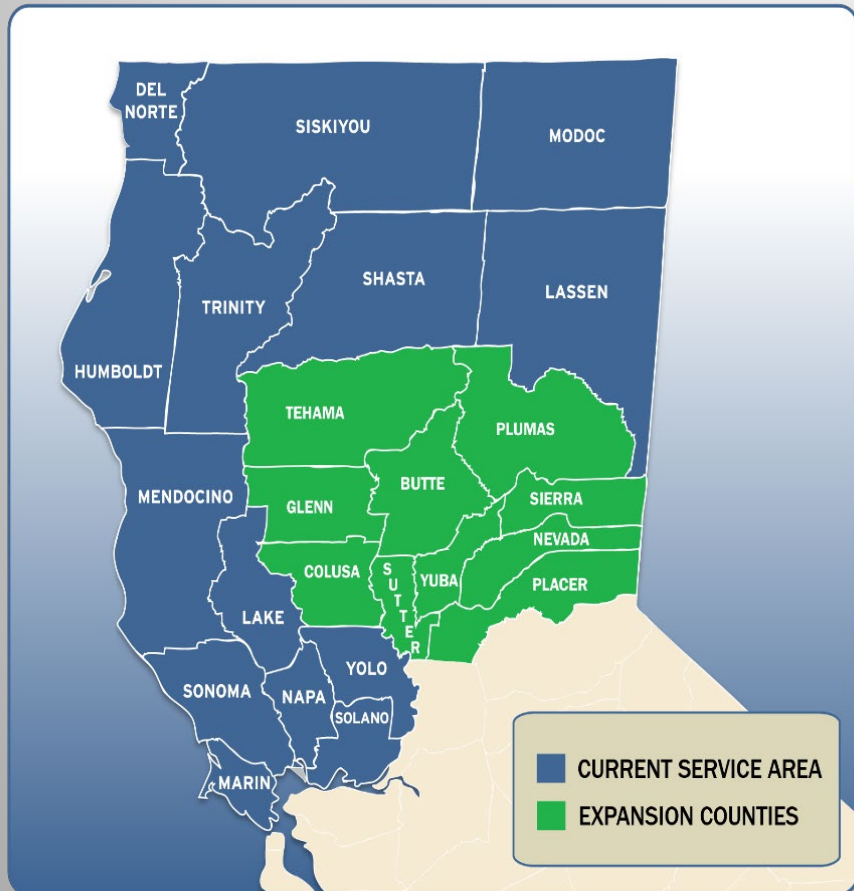 DEL
NORTE
SISKIYOU
MODOC
SHASTA
LASSEN
TRINITY
HUMBOLDT
TEHAMA
PLUMAS
BUTTE
MENDOCINO
GLENN
SIERRA
NEVADA
COLUSA
SUTTER
YUBA
PLACER
LAKE
YOLO
SONOMA
NAPA
SOLANO
MARIN
CURRENT SERVICE AREA
EXPANSION COUNTIES